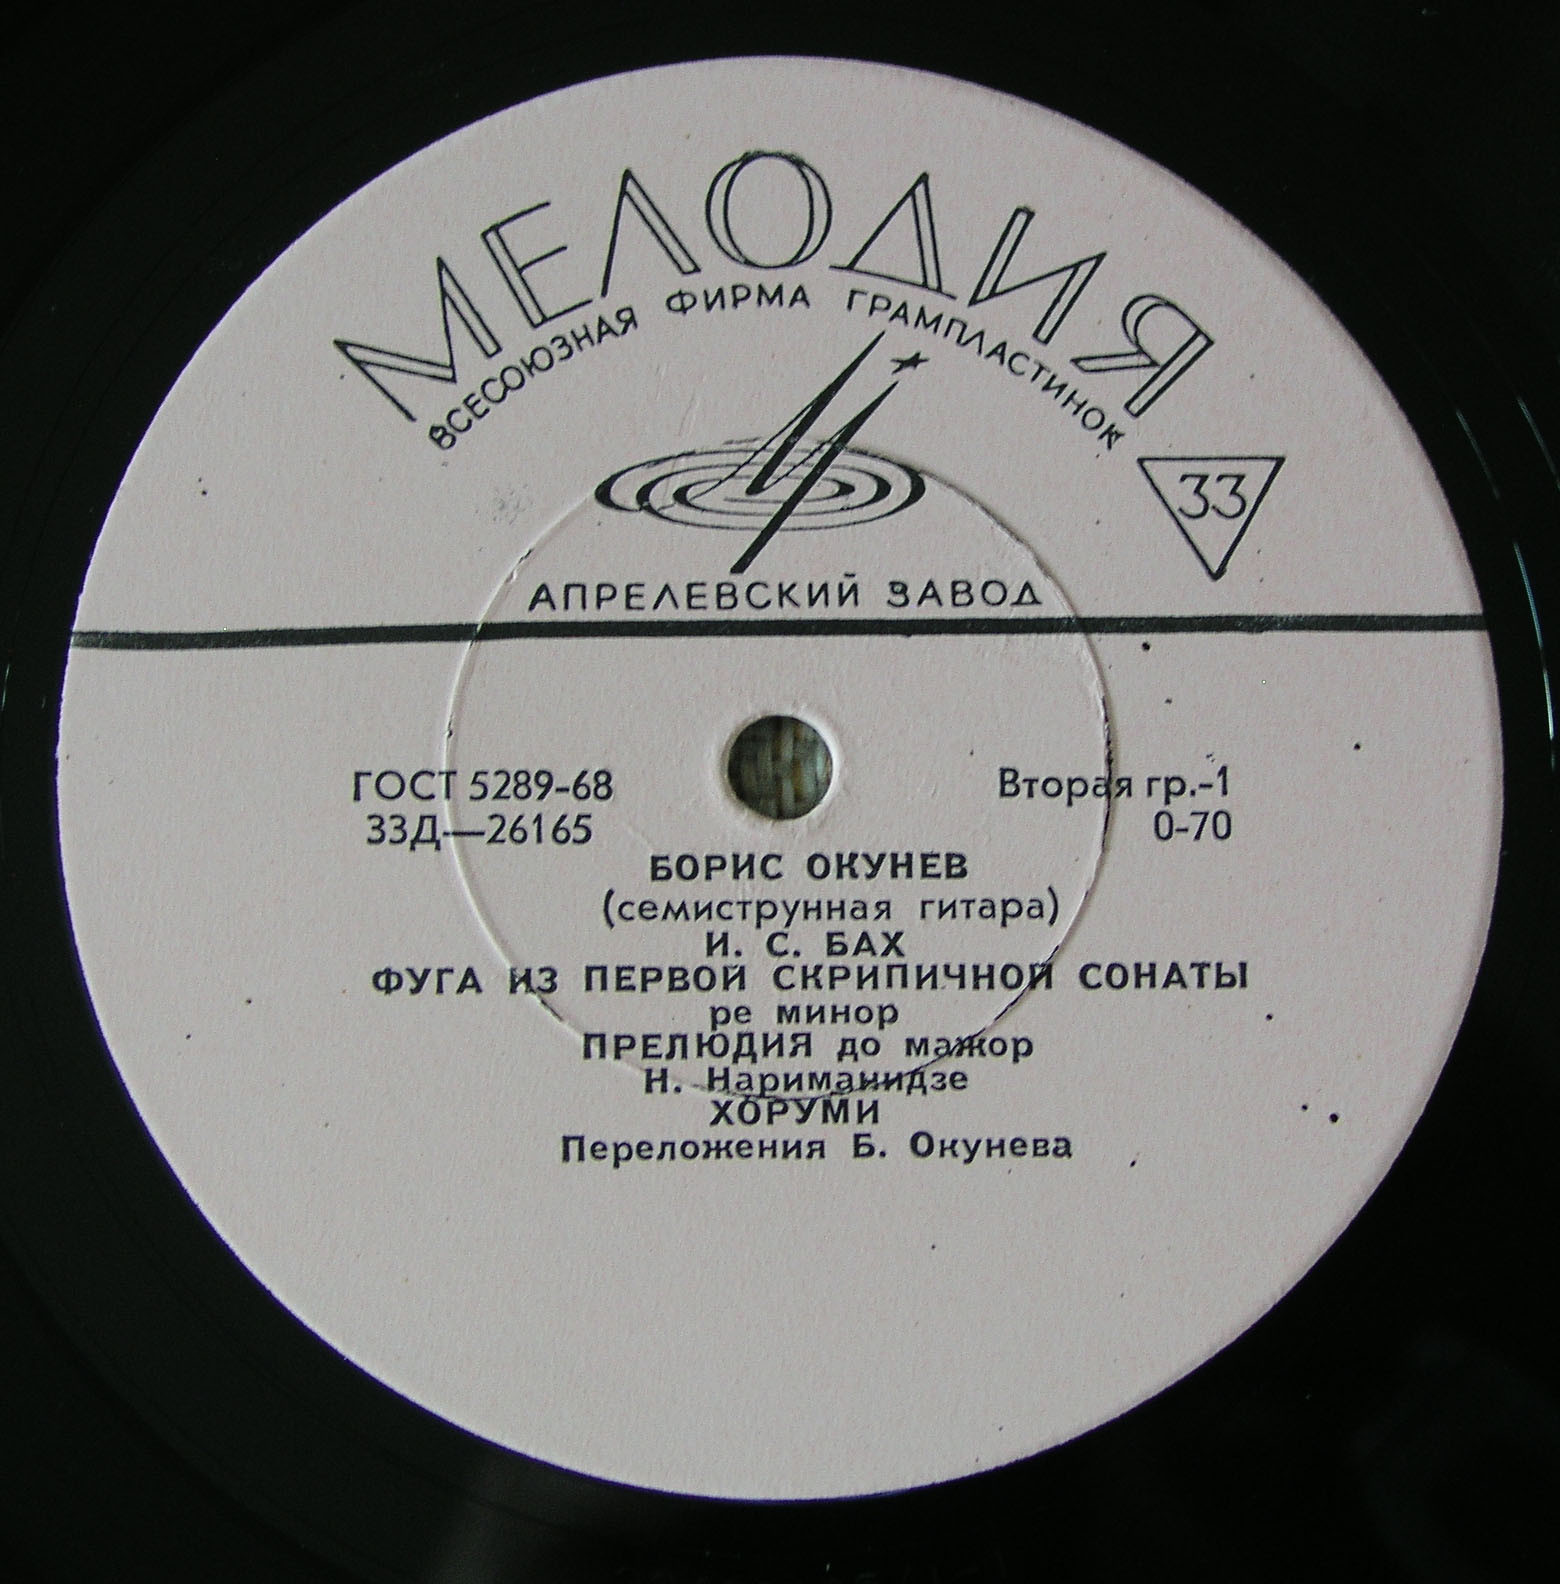 МЕЛОДИЯ
ВСЕСОЮЗНАЯ ФИРМА ГРАМПЛАСТИНОК
33
АПРЕЛЕВСКИЙ ЗАВОД
ГОСТ 5289-68
Вторая гр.-1
33Д—26165
0-70
БОРИС ОКУНЕВ
(семиструнная гитара)
И. С. БАХ
ФУГА ИЗ ПЕРВОЙ СКРИПИЧНОЙ СОНАТЫ
ре минор
ПРЕЛЮДИЯ до мажор
Н. Нариманидзе
ХОРУМИ
Переложения Б. Окунева